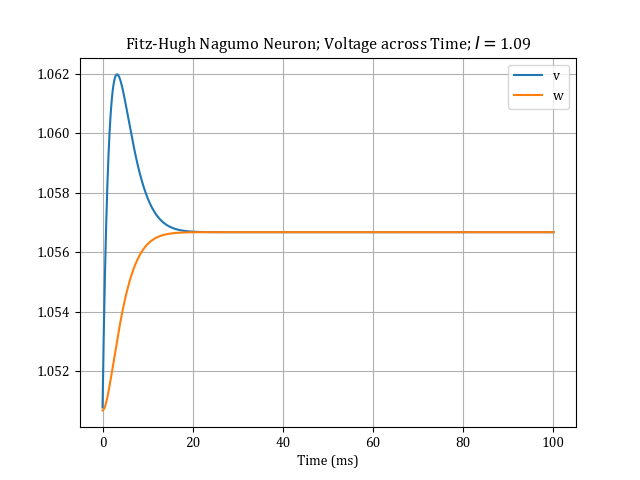 Fitz-Hugh Nagumo Neuron; Voltage across Time; I = 1.09
v
w
1.062
1.060
1.058
1.056
1.054
1.052
0 20 40 60 80 100
Time (ms)